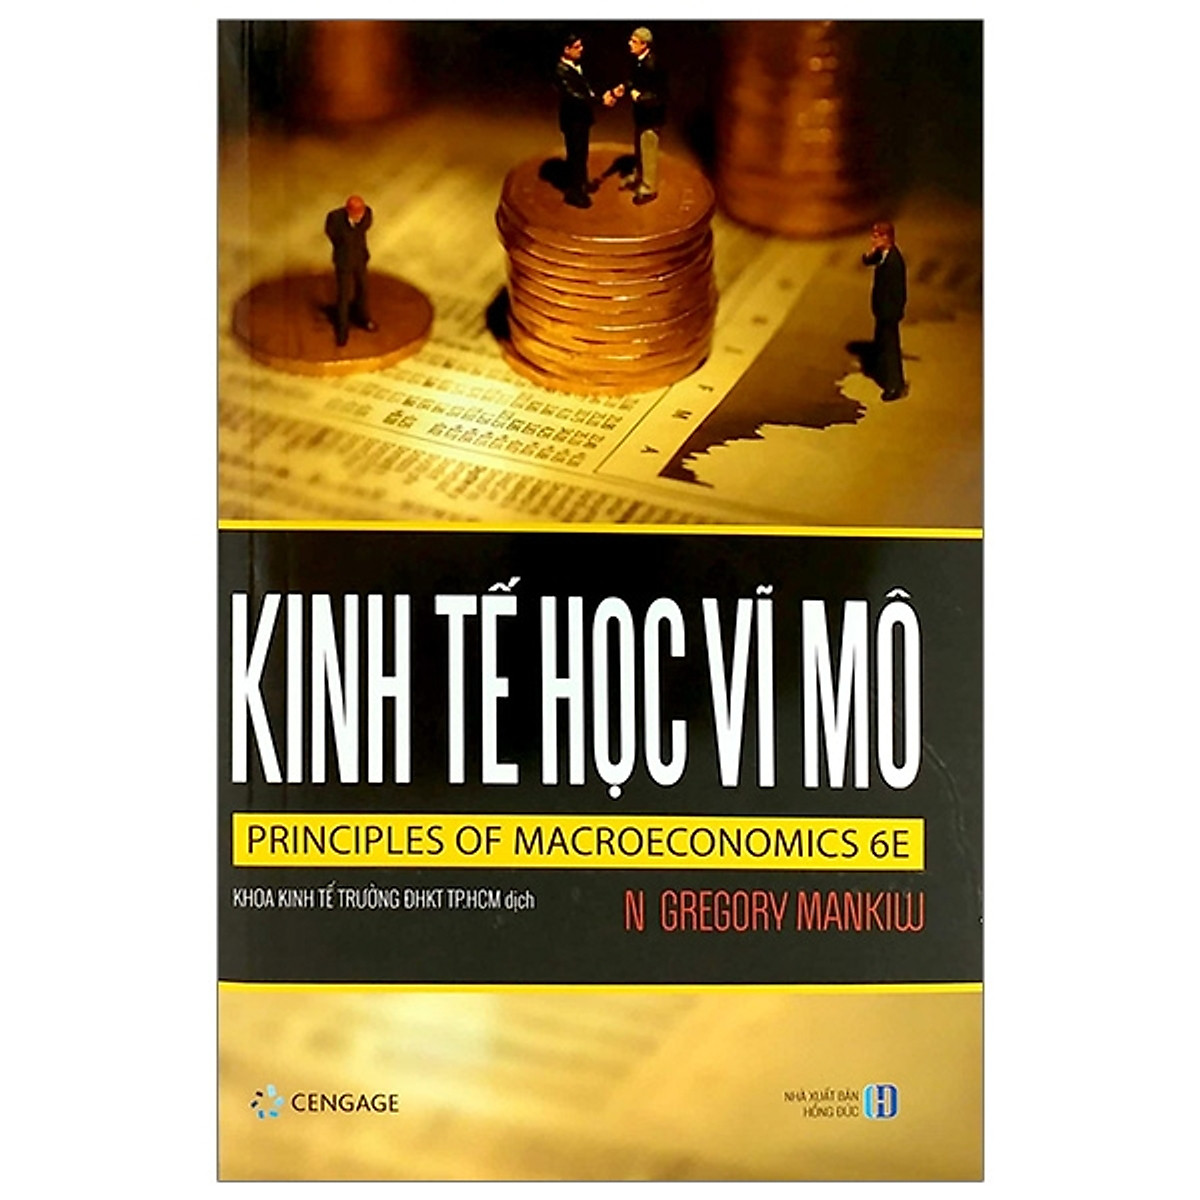 KINH TẾ HỌC VĨ MÔ
PRINCIPLES OF MACROECONOMICS 6E
KHOA KINH TẾ TRƯỜNG ĐHKT TP.HCM dịch
N GREGORY MANKIW
CENGAGE
NHÀ XUẤT BẢN
HỒNG ĐỨC